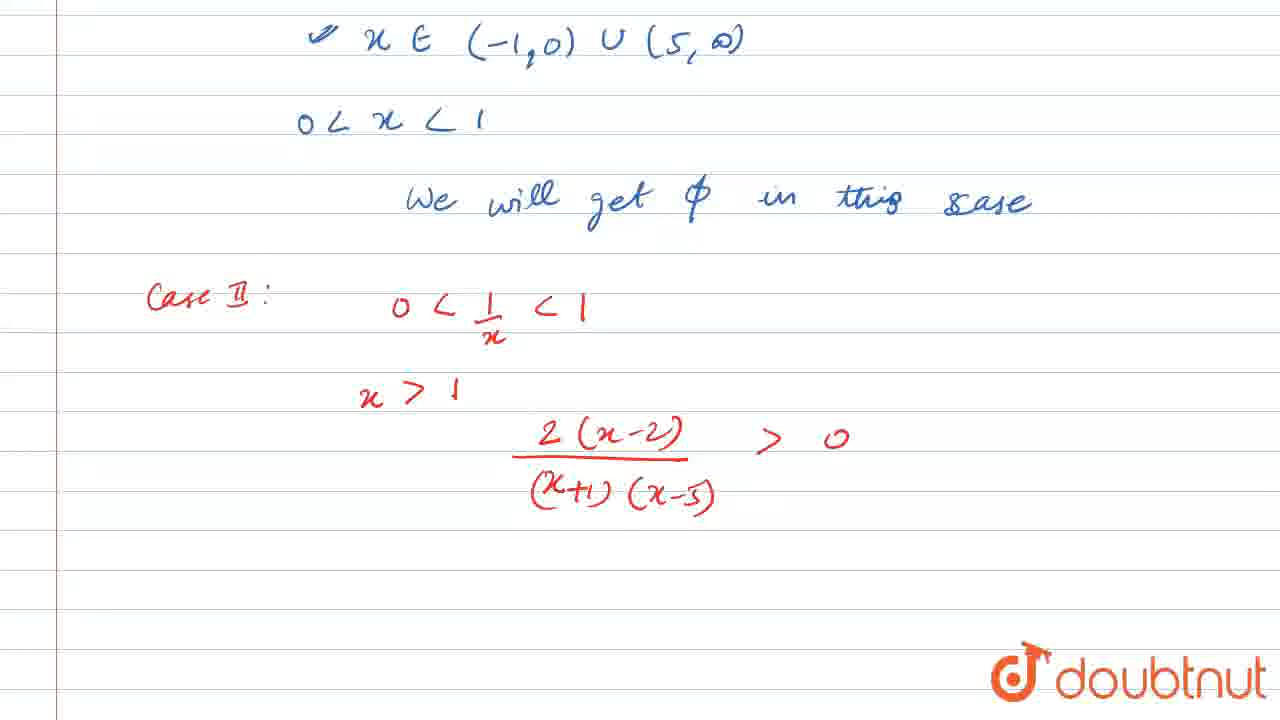 x ∈ (-1, 0) ∪ (5, ∞)
0 < x < 1
We will get ϕ in this case
Case II :
0 < 1/x < 1
x > 1
2 (x-2)/(x+1) (x-5) > 0
doubtnut